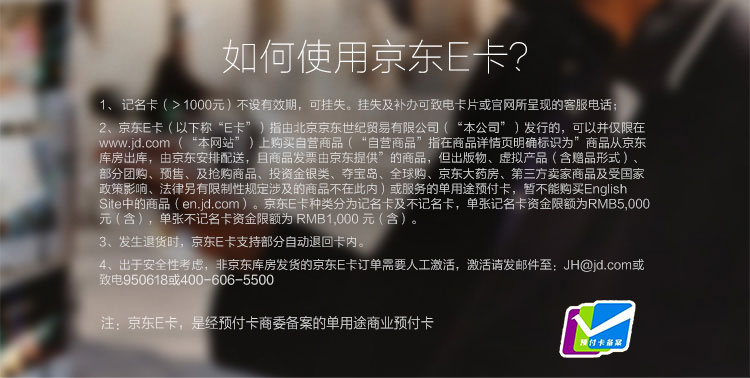 如何使用京东E卡?
1、 记名卡（＞1000元）不设有效期，可挂失。挂失及补办可致电卡片或官网所呈现的客服电话；
2、京东E卡（以下称“E卡”）指由北京京东世纪贸易有限公司（“本公司”）发行的，可以并仅限在
www.jd.com（“本网站”）上购买自营商品（“自营商品”指在商品详情页明确标识为”商品从京东
库房出库，由京东安排配送，且商品发票由京东提供”的商品，但出版物、虚拟产品（含赠品形式）、
部分团购、预售、及抢购商品、投资金银类、夺宝岛、全球购、京东大药房、第三方卖家商品及受国家
政策影响、法律另有限制性规定涉及的商品不在此内）或服务的单用途预付卡，暂不能购买English
Site中的商品（en.jd.com）。京东E卡种类分为记名卡及不记名卡，单张记名卡资金限额为RMB5,000
元（含），单张不记名卡资金限额为 RMB1,000 元（含）。
3、发生退货时，京东E卡支持部分自动退回卡内。
4、出于安全性考虑，非京东库房发货的京东E卡订单需要人工激活，激活请发邮件至：JH@jd.com或
致电950618或400-606-5500
注：京东E卡，是经预付卡商委备案的单用途商业预付卡
预付卡备案